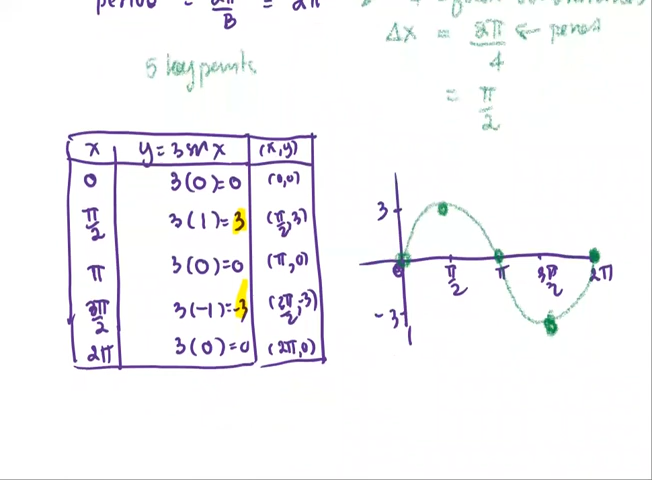 period = 2π/B = 2π
Δx = 2π/4 ← period
5 key points
= π/2
x | y = 3 sin x | (x,y)
0 | 3(0)=0 | (0,0)
π/2 | 3(1)=3 | (π/2,3)
π | 3(0)=0 | (π,0)
3π/2 | 3(-1)=-3 | (3π/2,-3)
2π | 3(0)=0 | (2π,0)
3
0 π/2 π 3π/2 2π
-3